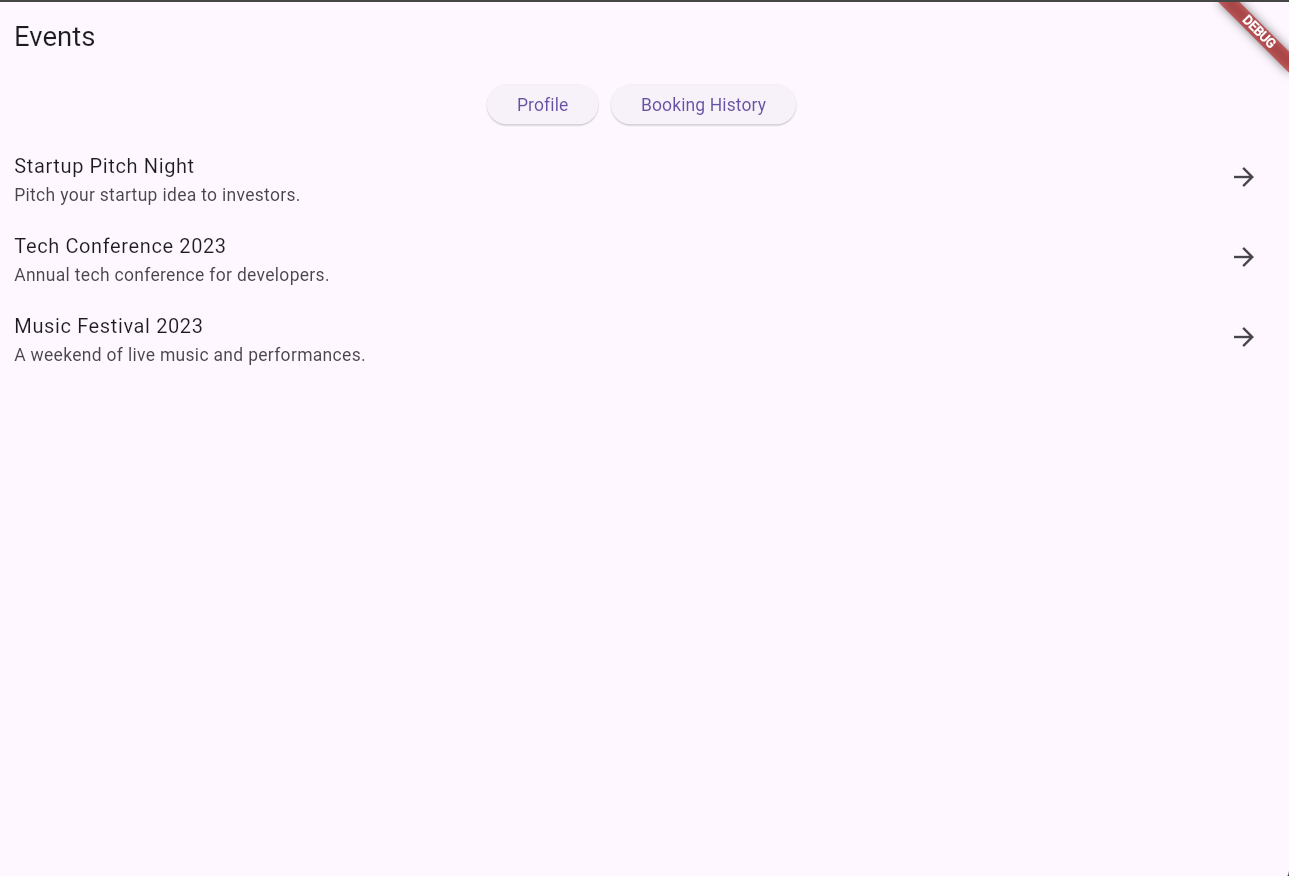 Events
DEBUG
Profile
Booking History
Startup Pitch Night
Pitch your startup idea to investors.
Tech Conference 2023
Annual tech conference for developers.
Music Festival 2023
A weekend of live music and performances.